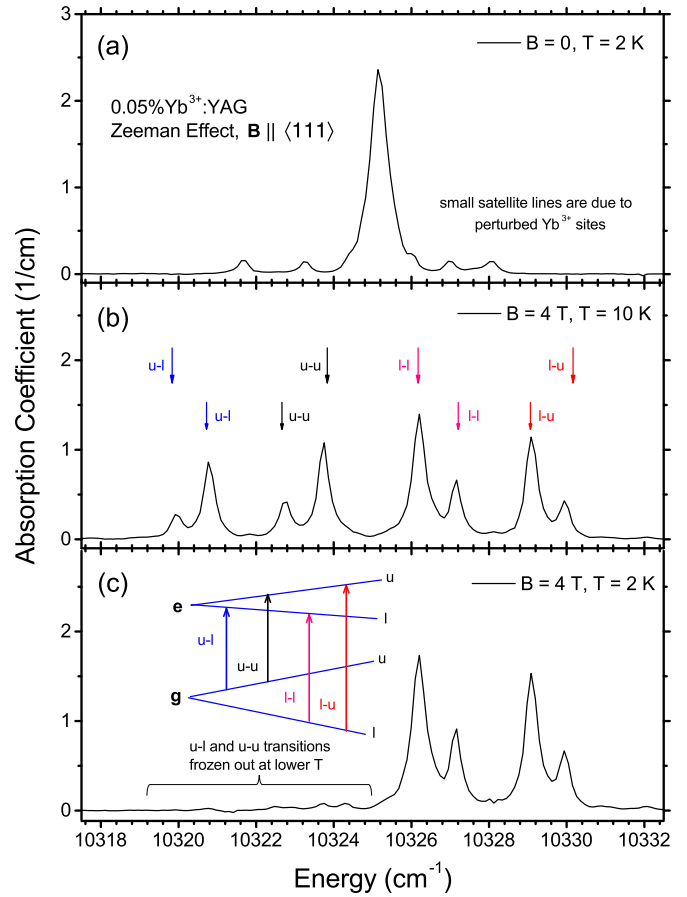 3
(a)
B = 0, T = 2 K
0.05%Yb³⁺:YAG
Zeeman Effect, B || ⟨111⟩
2
1
small satellite lines are due to
perturbed Yb³⁺ sites
0
(b)
B = 4 T, T = 10 K
2
u-l
u-u
l-l
l-u
u-l
u-u
l-l
l-u
1
0
(c)
B = 4 T, T = 2 K
u
e
2
l
u-l
u-u
u
g
l-l
l-u
1
l
u-l and u-u transitions
frozen out at lower T
0
10318 10320 10322 10324 10326 10328 10330 10332
Energy (cm⁻¹)
Absorption Coefficient (1/cm)